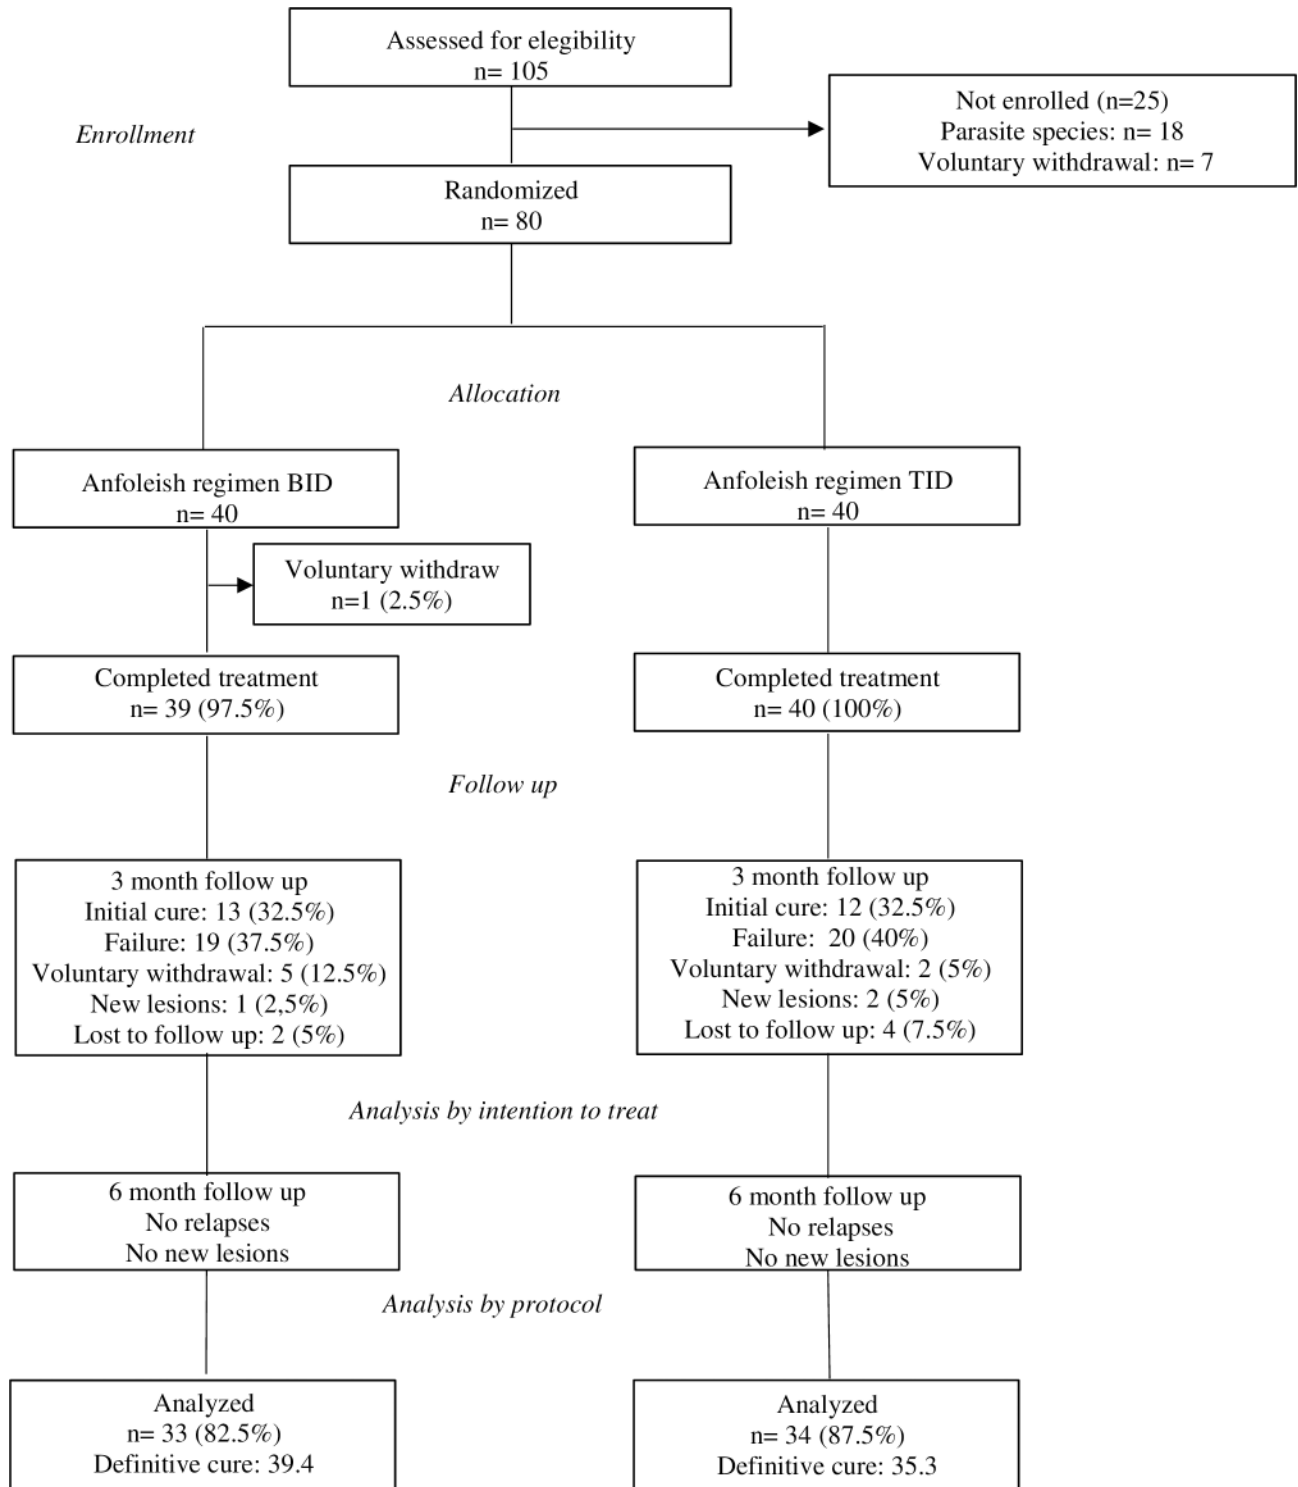 Assessed for elegibility
n= 105
Enrollment
Not enrolled (n=25)
Parasite species: n= 18
Voluntary withdrawal: n= 7
Randomized
n= 80
Allocation
Anfoleish regimen BID
n= 40
Anfoleish regimen TID
n= 40
Voluntary withdraw
n=1 (2.5%)
Completed treatment
n= 39 (97.5%)
Completed treatment
n= 40 (100%)
Follow up
3 month follow up
Initial cure: 13 (32.5%)
Failure: 19 (37.5%)
Voluntary withdrawal: 5 (12.5%)
New lesions: 1 (2,5%)
Lost to follow up: 2 (5%)
3 month follow up
Initial cure: 12 (32.5%)
Failure: 20 (40%)
Voluntary withdrawal: 2 (5%)
New lesions: 2 (5%)
Lost to follow up: 4 (7.5%)
Analysis by intention to treat
6 month follow up
No relapses
No new lesions
6 month follow up
No relapses
No new lesions
Analysis by protocol
Analyzed
n= 33 (82.5%)
Definitive cure: 39.4
Analyzed
n= 34 (87.5%)
Definitive cure: 35.3